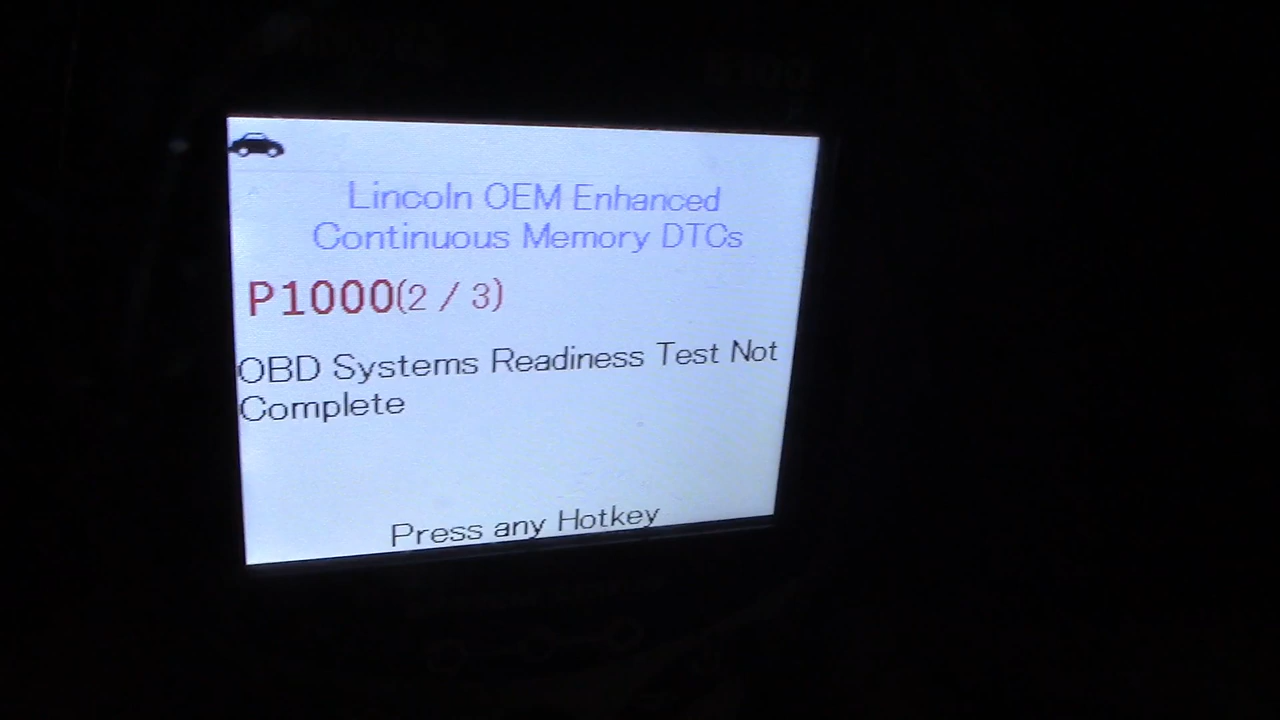 Lincoln OEM Enhanced
Continuous Memory DTCs
P1000(2 / 3)
OBD Systems Readiness Test Not
Complete
Press any Hotkey